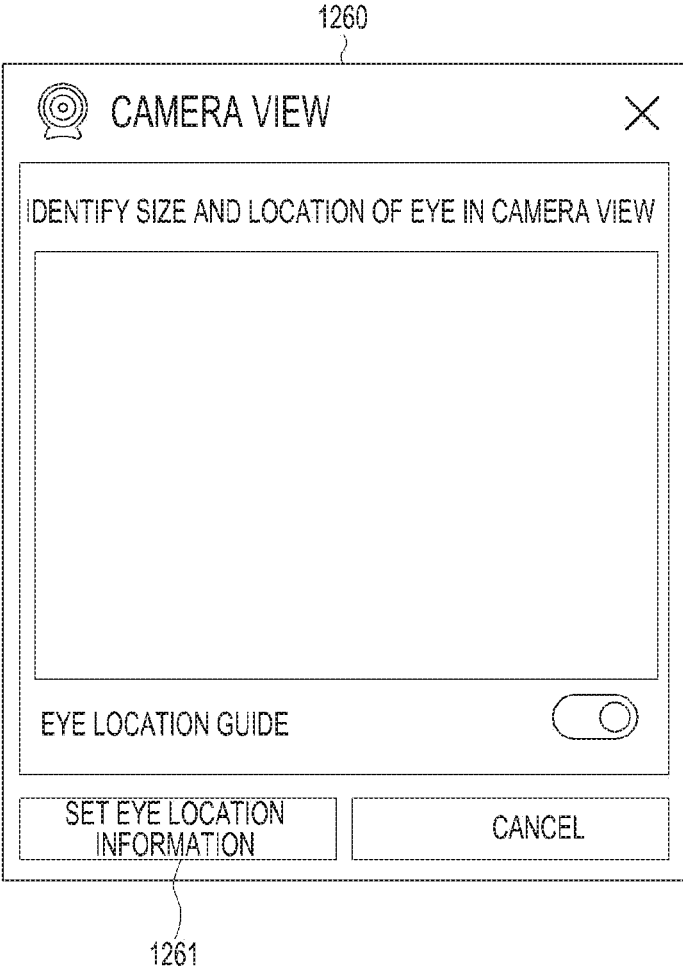 1260
CAMERA VIEW
IDENTIFY SIZE AND LOCATION OF EYE IN CAMERA VIEW
EYE LOCATION GUIDE
SET EYE LOCATION
INFORMATION
CANCEL
1261